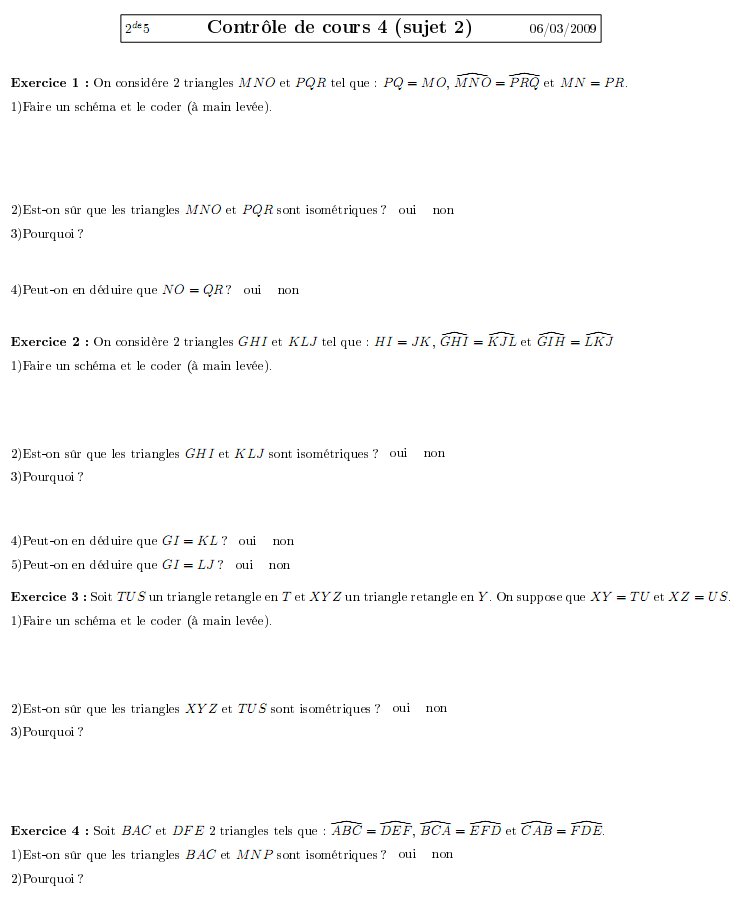 2de5 Contrôle de cours 4 (sujet 2) 06/03/2009
Exercice 1 : On considére 2 triangles MNO et PQR tel que : PQ = MO, \widehat{MNO} = \widehat{PRQ} et MN = PR.
1)Faire un schéma et le coder (à main levée).
2)Est-on sûr que les triangles MNO et PQR sont isométriques ? oui non
3)Pourquoi ?
4)Peut-on en déduire que NO = QR ? oui non
Exercice 2 : On considère 2 triangles GHI et KLJ tel que : HI = JK, \widehat{GHI} = \widehat{KJL} et \widehat{GIH} = \widehat{LKJ}
1)Faire un schéma et le coder (à main levée).
2)Est-on sûr que les triangles GHI et KLJ sont isométriques ? oui non
3)Pourquoi ?
4)Peut-on en déduire que GI = KL ? oui non
5)Peut-on en déduire que GI = LJ ? oui non
Exercice 3 : Soit TUS un triangle retangle en T et XYZ un triangle retangle en Y. On suppose que XY = TU et XZ = US.
1)Faire un schéma et le coder (à main levée).
2)Est-on sûr que les triangles XYZ et TUS sont isométriques ? oui non
3)Pourquoi ?
Exercice 4 : Soit BAC et DFE 2 triangles tels que : \widehat{ABC} = \widehat{DEF}, \widehat{BCA} = \widehat{EFD} et \widehat{CAB} = \widehat{FDE}.
1)Est-on sûr que les triangles BAC et MNP sont isométriques ? oui non
2)Pourquoi ?